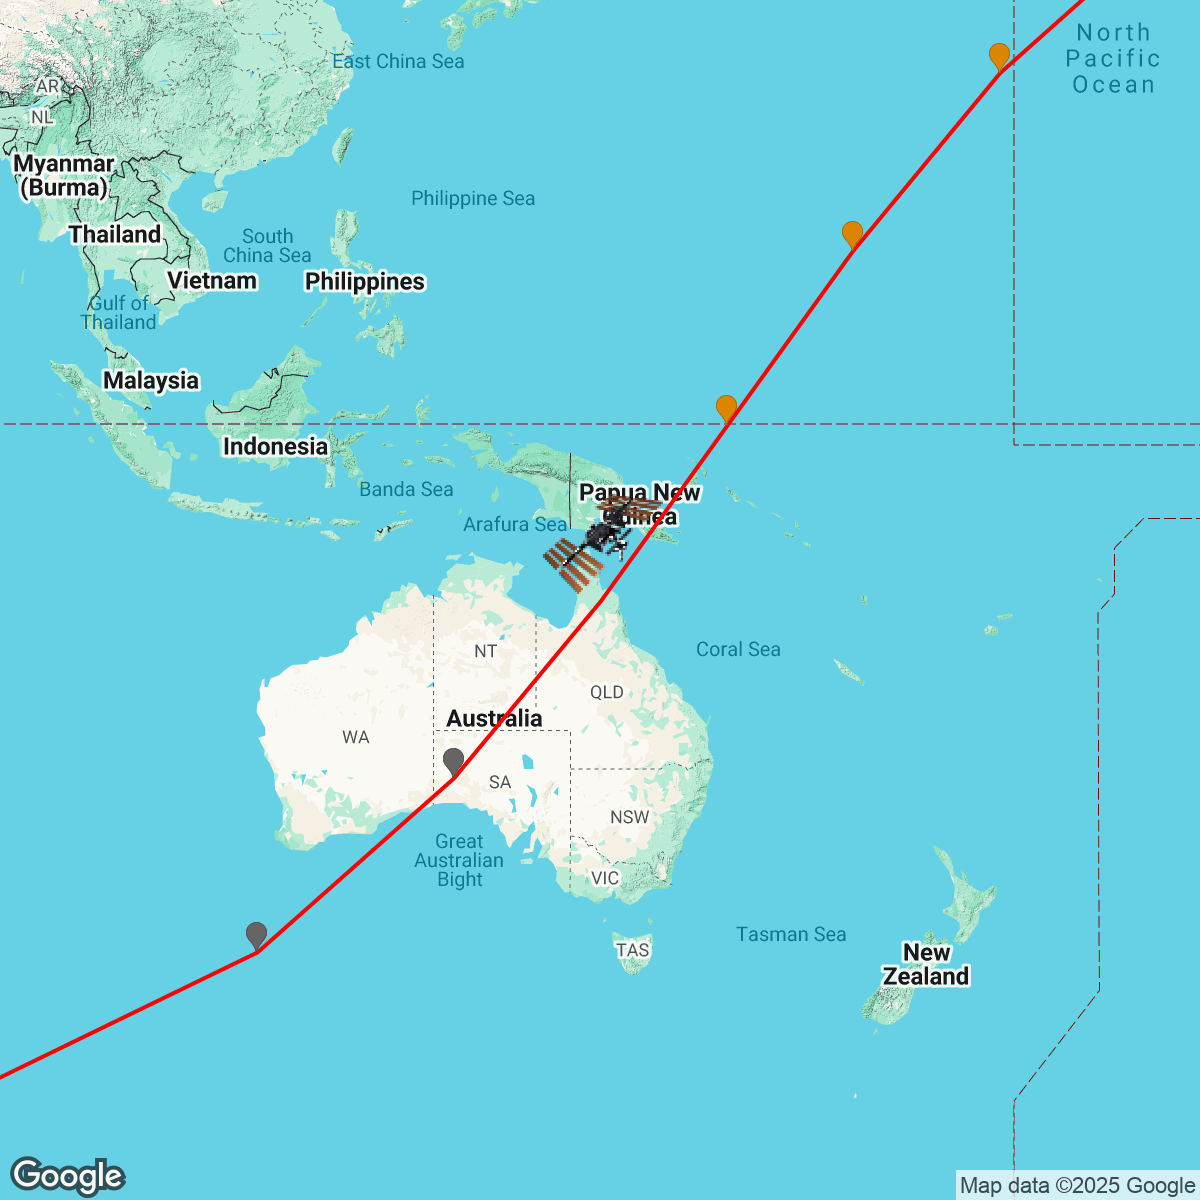 North
Pacific
Ocean
East China Sea
AR
NL
Myanmar
(Burma)
Philippine Sea
Thailand
South
China Sea
Vietnam
Philippines
Gulf of
Thailand
Malaysia
Indonesia
Banda Sea
Papua New
Guinea
Arafura Sea
Coral Sea
NT
QLD
Australia
WA
SA
NSW
Great
Australian
Bight
VIC
Tasman Sea
TAS
New
Zealand
Google
Map data ©2025 Google